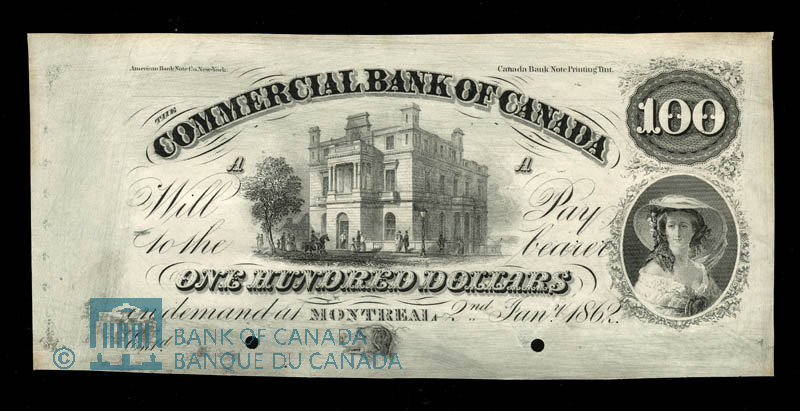 American Bank Note Co. New-York.
Canada Bank Note Printing Tint.
THE
COMMERCIAL BANK OF CANADA
100
A A
Will Pay
to the bearer
ONE HUNDRED DOLLARS
on demand at MONTREAL 2nd Jany. 1862.
BANK OF CANADA
© BANQUE DU CANADA